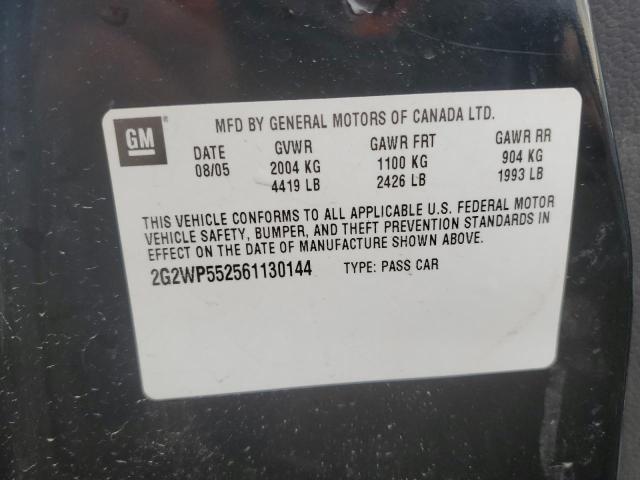 GM
MFD BY GENERAL MOTORS OF CANADA LTD.
DATE GVWR GAWR FRT GAWR RR
08/05 2004 KG 1100 KG 904 KG
4419 LB 2426 LB 1993 LB
THIS VEHICLE CONFORMS TO ALL APPLICABLE U.S. FEDERAL MOTOR
VEHICLE SAFETY, BUMPER, AND THEFT PREVENTION STANDARDS IN
EFFECT ON THE DATE OF MANUFACTURE SHOWN ABOVE.
2G2WP552561130144 TYPE: PASS CAR